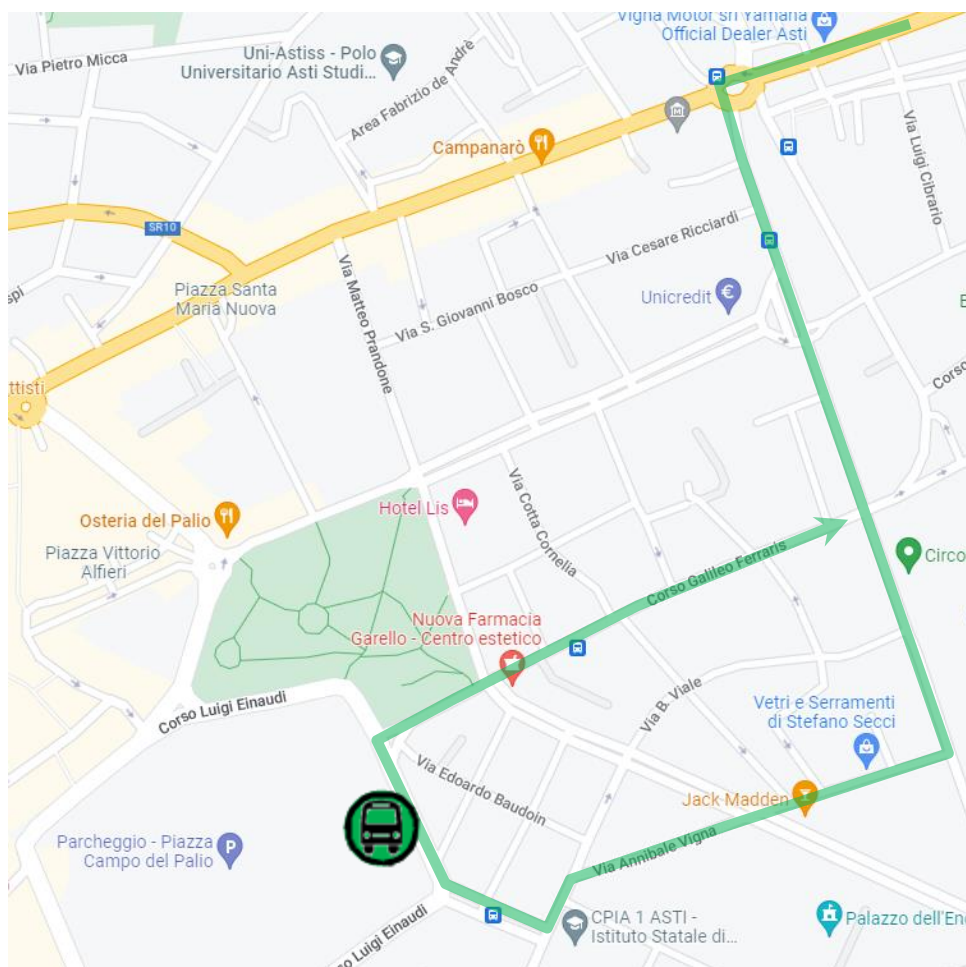 Vigna Motor srl Yamaha
Official Dealer Asti
Via Pietro Micca
Uni-Astiss - Polo
Universitario Asti Studi...
Area Fabrizio de Andrè
Campanarò
Via Luigi Cibrario
SR10
Via Cesare Ricciardi
Piazza Santa
Maria Nuova
Via Matteo Prandone
Via S. Giovanni Bosco
Unicredit
€
Corso
Hotel Lis
Via Cotta Cornelia
Osteria del Palio
Piazza Vittorio
Alfieri
Corso Galileo Ferraris
Circo
Nuova Farmacia
Garello - Centro estetico
Corso Luigi Einaudi
Via B. Viale
Vetri e Serramenti
di Stefano Secci
Via Edoardo Baudoin
Jack Madden
Parcheggio - Piazza
Campo del Palio
P
Via Annibale Vigna
CPIA 1 ASTI -
Istituto Statale di...
Palazzo dell'En
Luigi Einaudi